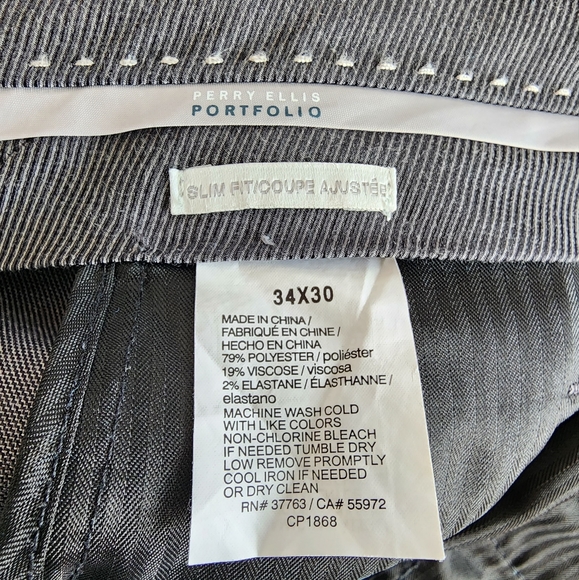 PERRY ELLIS
PORTFOLIO
SLIM FIT/COUPE AJUSTÉE
34X30
MADE IN CHINA /
FABRIQUÉ EN CHINE /
HECHO EN CHINA
79% POLYESTER / poliéster
19% VISCOSE / viscosa
2% ELASTANE / ÉLASTHANNE /
elastano
MACHINE WASH COLD
WITH LIKE COLORS
NON-CHLORINE BLEACH
IF NEEDED TUMBLE DRY
LOW REMOVE PROMPTLY
COOL IRON IF NEEDED
OR DRY CLEAN
RN# 37763 / CA# 55972
CP1868